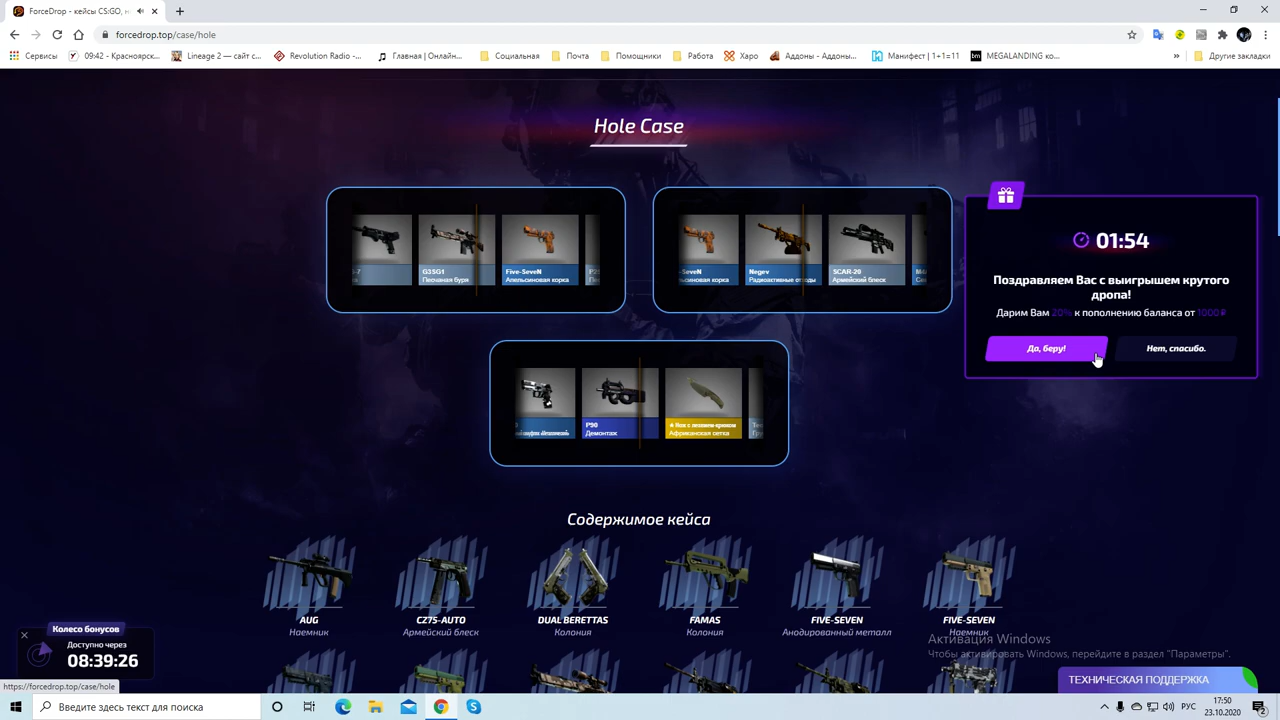 ForceDrop - кейсы CS:GO, н
forcedrop.top/case/hole
Сервисы
09:42 - Красноярск...
Lineage 2 — сайт с...
Revolution Radio -...
Главная | Онлайн...
Социальная
Почта
Помощники
Работа
Харо
Аддоны - Аддоны...
Манифест | 1+1=11
bm
MEGALANDING ко...
»
Другие закладки
Hole Case
G3SG1
Песчаная буря
Five-SeveN
Апельсиновая корка
Negev
Радиоактивные отходы
SCAR-20
Армейский блеск
01:54
Поздравляем Вас с выигрышем крутого
дропа!
Дарим Вам 20% к пополнению баланса от 1000₽
Да, беру!
Нет, спасибо.
P90
Демонтаж
Африканская сетка
Содержимое кейса
AUG
Наемник
CZ75-AUTO
Армейский блеск
DUAL BERETTAS
Колония
FAMAS
Колония
FIVE-SEVEN
Анодированный металл
FIVE-SEVEN
Наемник
Колесо бонусов
Доступно через
08:39:26
Активация Windows
Чтобы активировать Windows, перейдите в раздел "Параметры".
ТЕХНИЧЕСКАЯ ПОДДЕРЖКА
https://forcedrop.top/case/hole
Введите здесь текст для поиска
РУС
17:50
23.10.2020
2